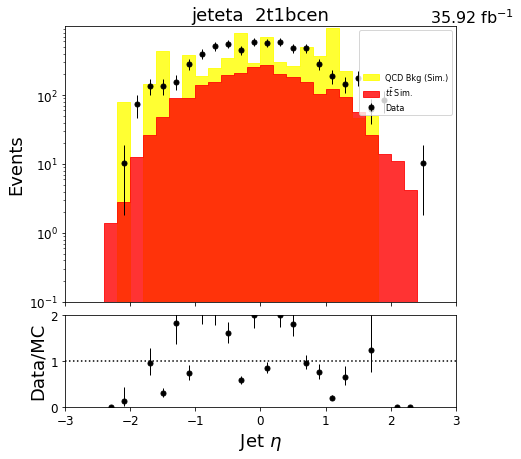 jeteta 2t1bcen
35.92 fb⁻¹
QCD Bkg (Sim.)
tt̄ Sim.
Data
Events
10²
10¹
10⁰
10⁻¹
Data/MC
2
1
0
−3 −2 −1 0 1 2 3
Jet η